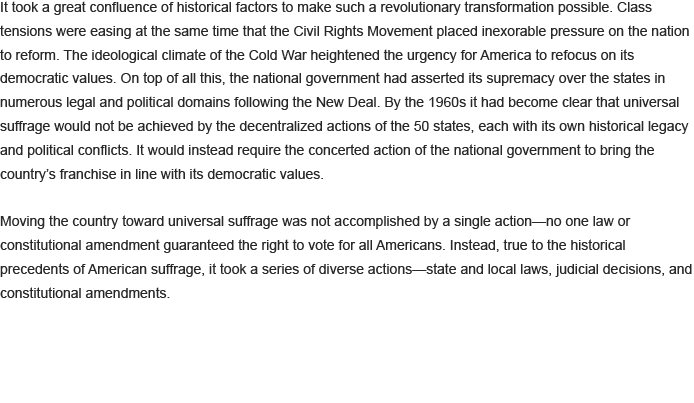 It took a great confluence of historical factors to make such a revolutionary transformation possible. Class
tensions were easing at the same time that the Civil Rights Movement placed inexorable pressure on the nation
to reform. The ideological climate of the Cold War heightened the urgency for America to refocus on its
democratic values. On top of all this, the national government had asserted its supremacy over the states in
numerous legal and political domains following the New Deal. By the 1960s it had become clear that universal
suffrage would not be achieved by the decentralized actions of the 50 states, each with its own historical legacy
and political conflicts. It would instead require the concerted action of the national government to bring the
country’s franchise in line with its democratic values.

Moving the country toward universal suffrage was not accomplished by a single action—no one law or
constitutional amendment guaranteed the right to vote for all Americans. Instead, true to the historical
precedents of American suffrage, it took a series of diverse actions—state and local laws, judicial decisions, and
constitutional amendments.